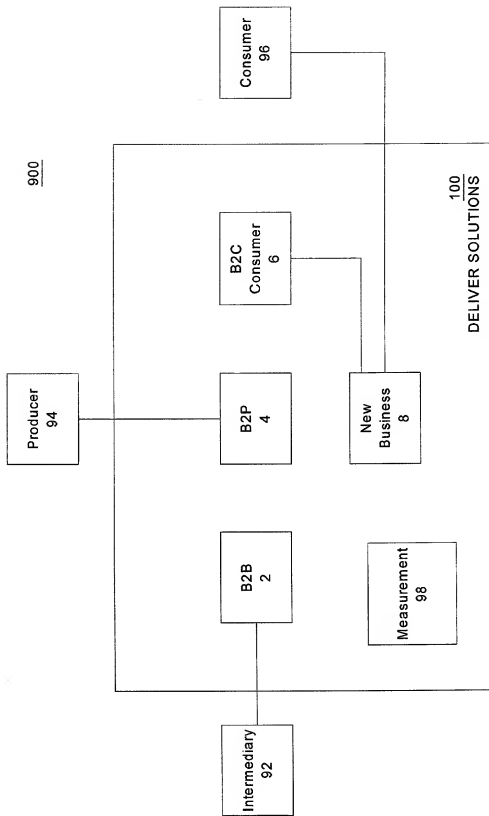 900
Producer
94
Intermediary
92
B2B
2
B2P
4
B2C
Consumer
6
Consumer
96
Measurement
98
New
Business
8
100
DELIVER SOLUTIONS